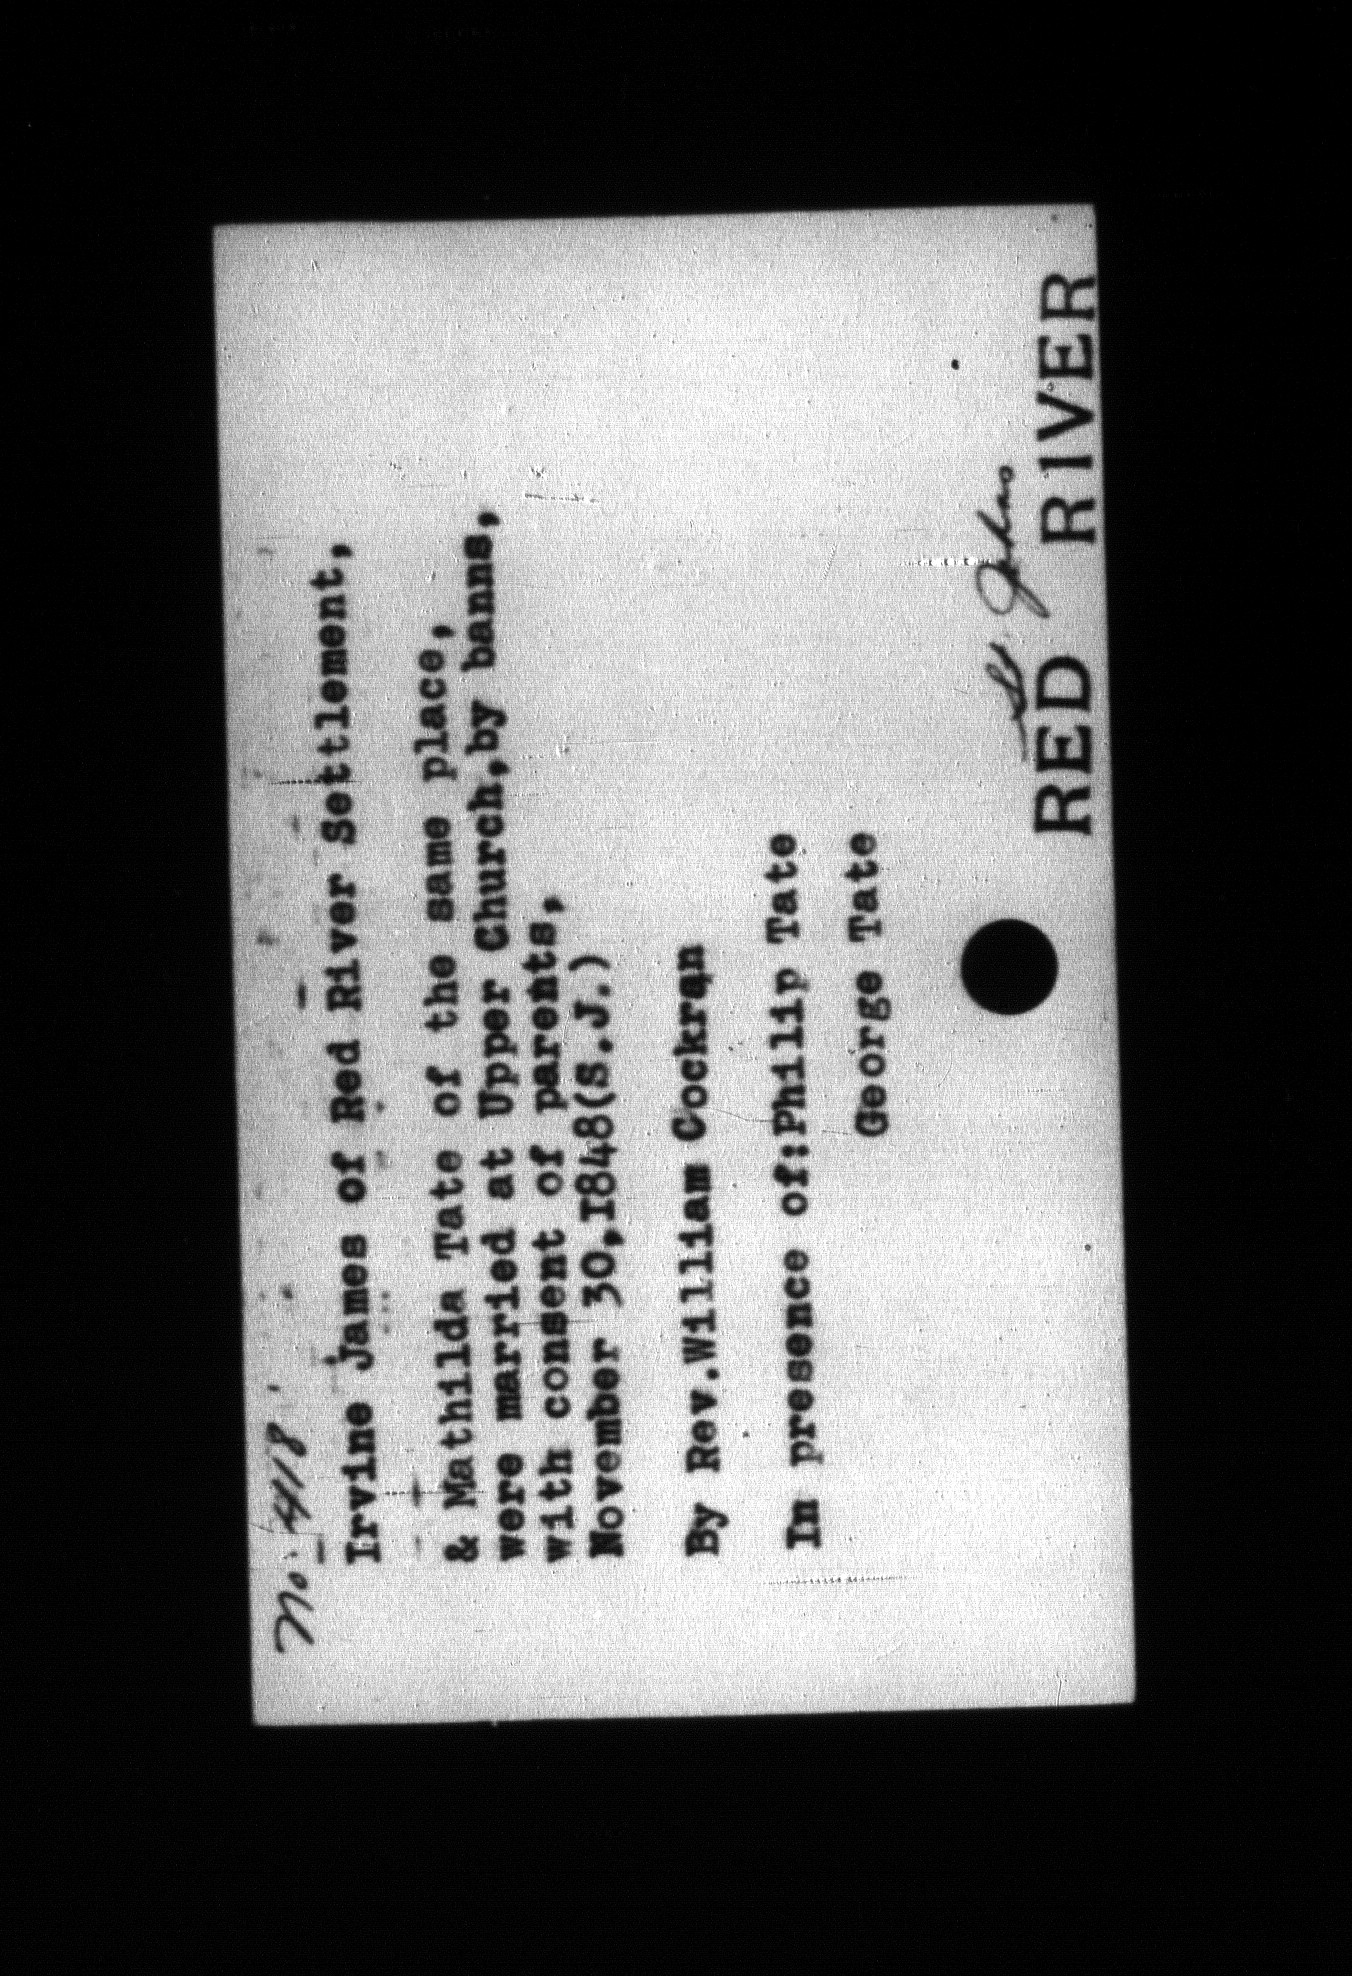 No. 418
Irvine James of Red River Settlement,
& Mathilda Tate of the same place,
were married at Upper Church,by banns,
with consent of parents,
November 30,1848(S.J.)
By Rev.William Cockran
In presence of:Philip Tate
George Tate
St Johns
RED RIVER